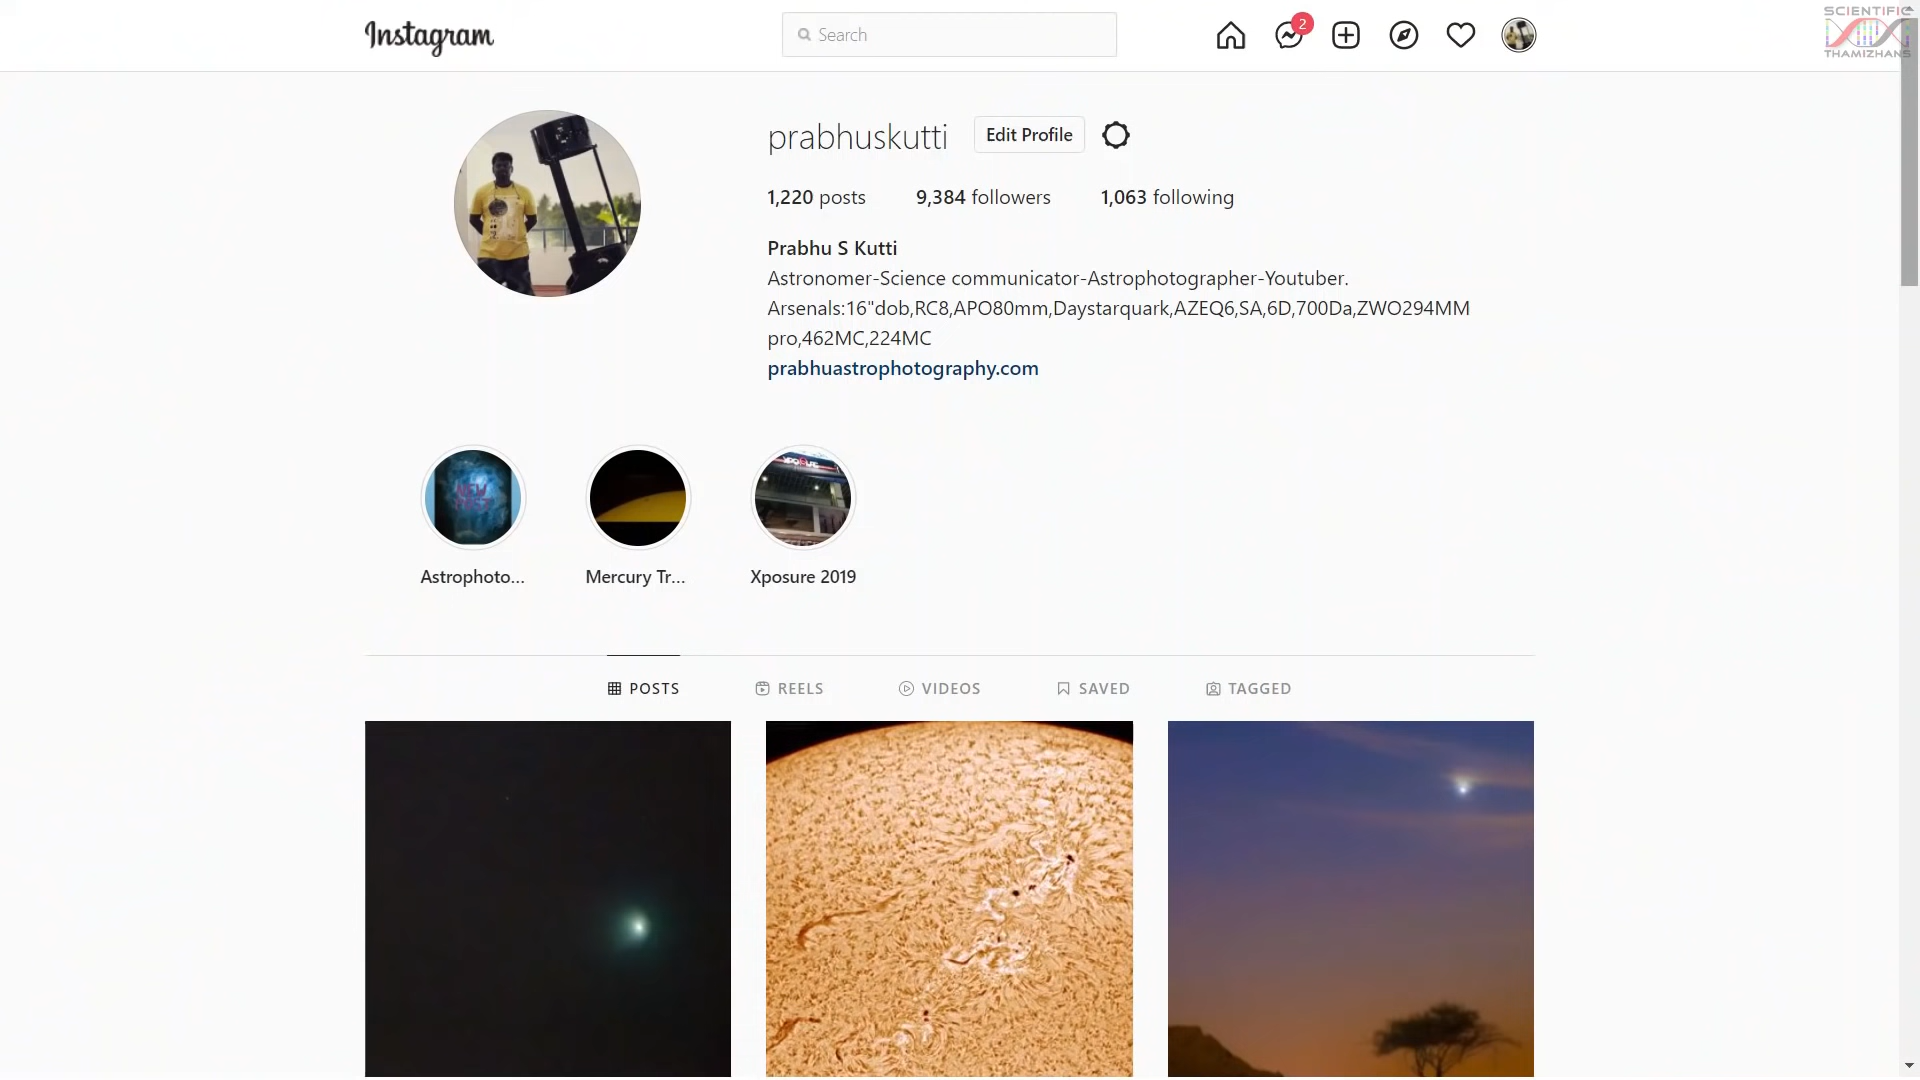 Instagram
Search
2
SCIENTIFIC
THAMIZHANS
prabhuskutti
Edit Profile
1,220 posts
9,384 followers
1,063 following
Prabhu S Kutti
Astronomer-Science communicator-Astrophotographer-Youtuber.
Arsenals:16"dob,RC8,APO80mm,Daystarquark,AZEQ6,SA,6D,700Da,ZWO294MM
pro,462MC,224MC
prabhuastrophotography.com
NEW
POST
Astrophoto...
Mercury Tr...
Xposure 2019
POSTS
REELS
VIDEOS
SAVED
TAGGED